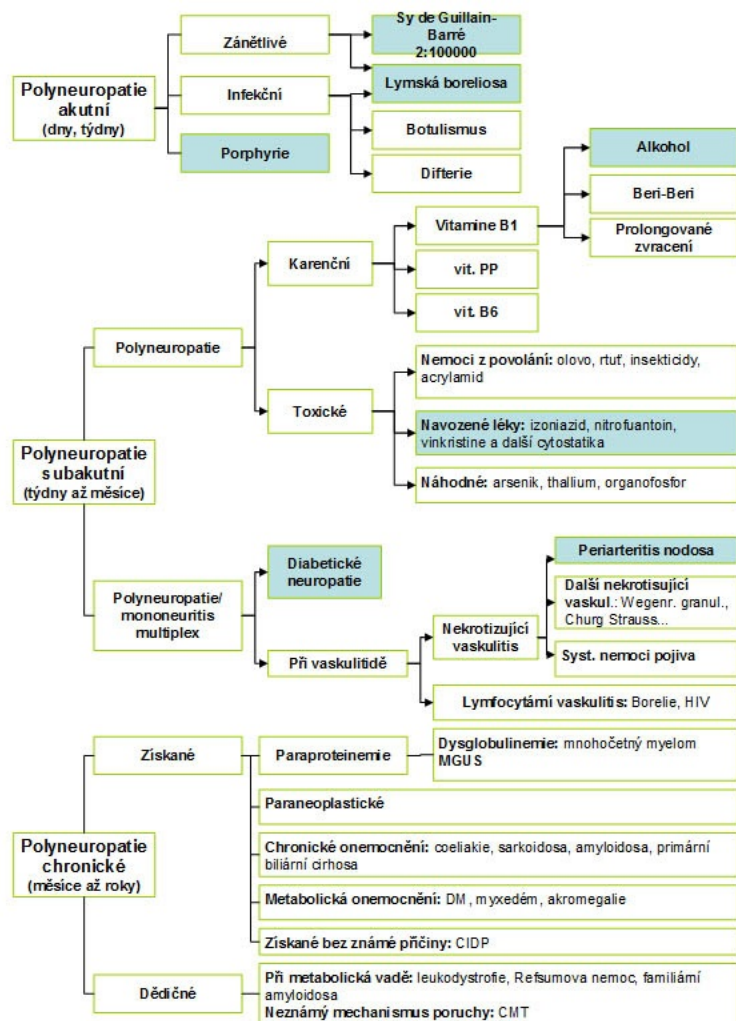 Polyneuropatie
akutní
(dny, týdny)
Zánětlivé
Infekční
Porphyrie
Sy de Guillain-
Barré
2:100000
Lymská boreliosa
Botulismus
Difterie
Polyneuropatie
subakutní
(týdny až měsíce)
Polyneuropatie
Karenční
Vitamine B1
Alkohol
Beri-Beri
Prolongované
zvracení
vit. PP
vit. B6
Toxické
Nemoci z povolání: olovo, rtuť, insekticidy,
acrylamid
Navozené léky: izoniazid, nitrofuantoin,
vinkristine a další cytostatika
Náhodné: arsenik, thallium, organofosfor
Polyneuropatie/
mononeuritis
multiplex
Diabetické
neuropatie
Při vaskulitidě
Nekrotizující
vaskulitis
Periarteritis nodosa
Další nekrotisující
vaskul.: Wegenr. granul.,
Churg Strauss...
Syst. nemoci pojiva
Lymfocytární vaskulitis: Borelie, HIV
Polyneuropatie
chronické
(měsíce až roky)
Získané
Paraproteinemie
Dysglobulinemie: mnohočetný myelom
MGUS
Paraneoplastické
Chronické onemocnění: coeliakie, sarkoidosa, amyloidosa, primární
biliární cirhosa
Metabolická onemocnění: DM, myxedém, akromegalie
Získané bez známé příčiny: CIDP
Dědičné
Při metabolická vadě: leukodystrofie, Refsumova nemoc, familiární
amyloidosa
Neznámý mechanismus poruchy: CMT